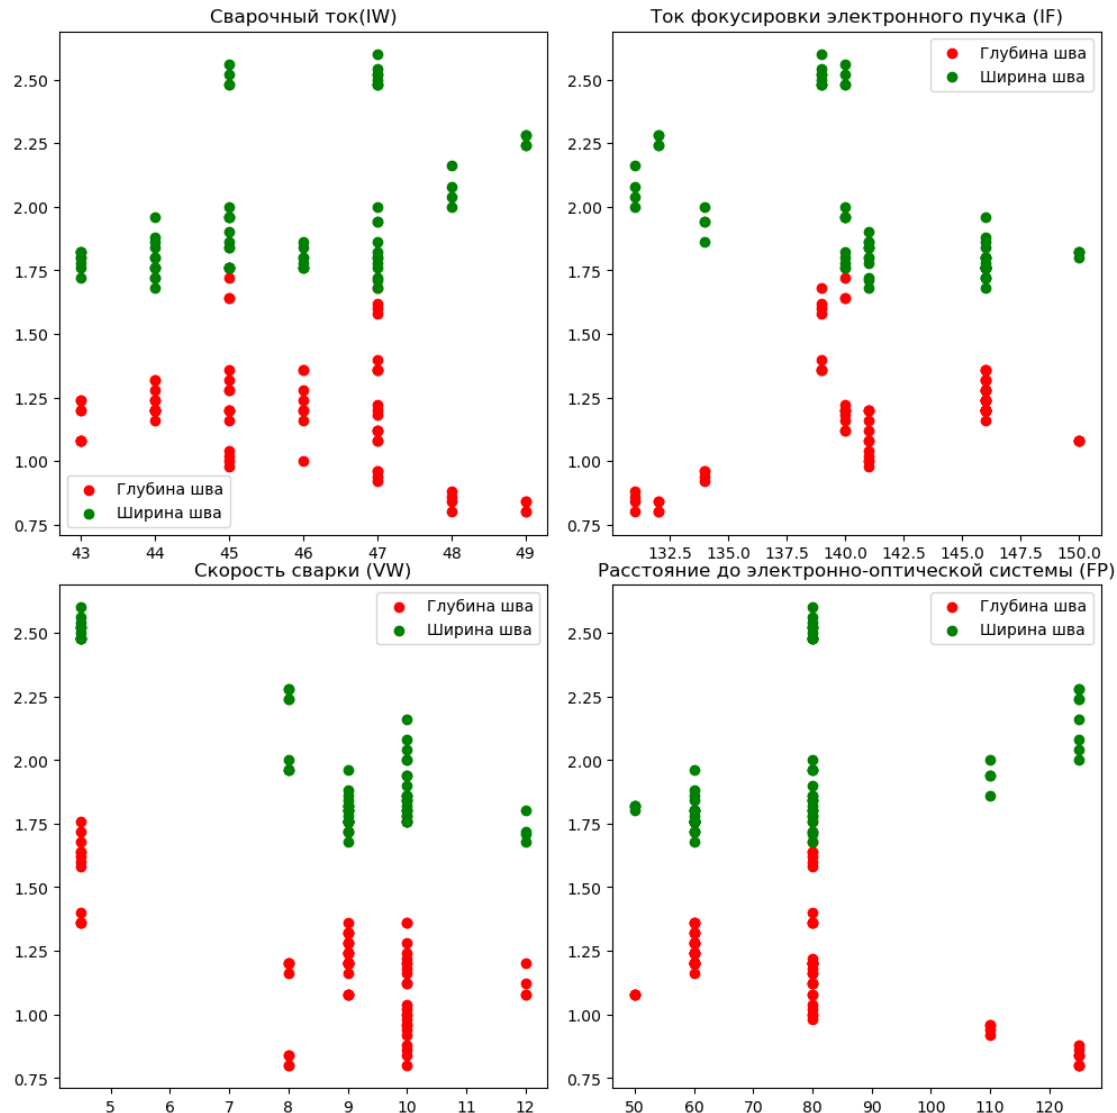 Сварочный ток(IW)
2.50
2.25
2.00
1.75
1.50
1.25
1.00
0.75
Глубина шва
Ширина шва
43 44 45 46 47 48 49
Ток фокусировки электронного пучка (IF)
Глубина шва
Ширина шва
2.50
2.25
2.00
1.75
1.50
1.25
1.00
0.75
132.5 135.0 137.5 140.0 142.5 145.0 147.5 150.0
Скорость сварки (VW)
Глубина шва
Ширина шва
2.50
2.25
2.00
1.75
1.50
1.25
1.00
0.75
5 6 7 8 9 10 11 12
Расстояние до электронно-оптической системы (FP)
Глубина шва
Ширина шва
2.50
2.25
2.00
1.75
1.50
1.25
1.00
0.75
50 60 70 80 90 100 110 120